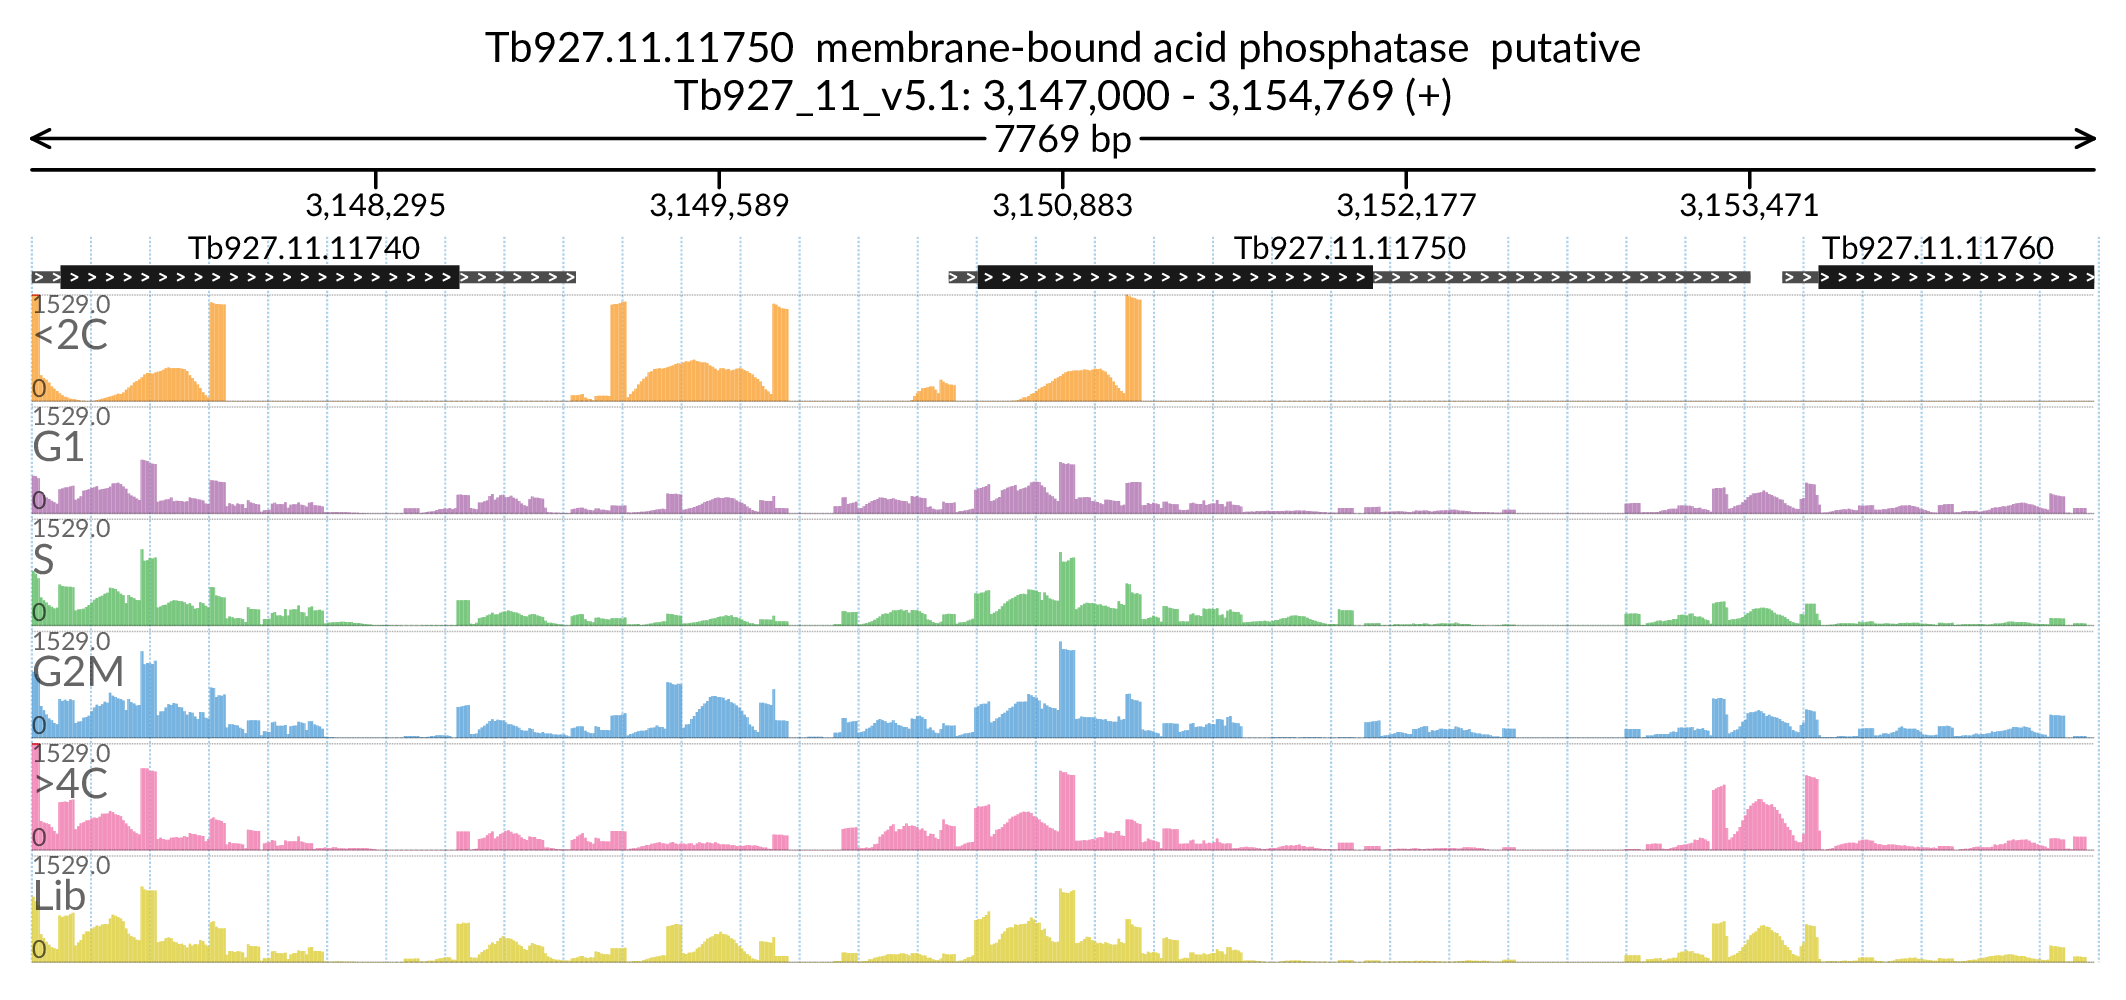 Tb927.11.11750 membrane-bound acid phosphatase putative
Tb927_11_v5.1: 3,147,000 - 3,154,769 (+)
7769 bp
3,148,295 3,149,589 3,150,883 3,152,177 3,153,471
Tb927.11.11740 Tb927.11.11750 Tb927.11.11760
1529.0
<2C
0
1529.0
G1
0
1529.0
S
0
1529.0
G2M
0
1529.0
>4C
0
1529.0
Lib
0